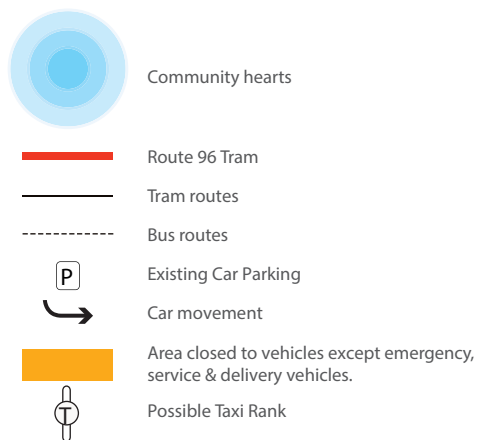 Community hearts
Route 96 Tram
Tram routes
Bus routes
P
Existing Car Parking
Car movement
Area closed to vehicles except emergency,
service & delivery vehicles.
T
Possible Taxi Rank